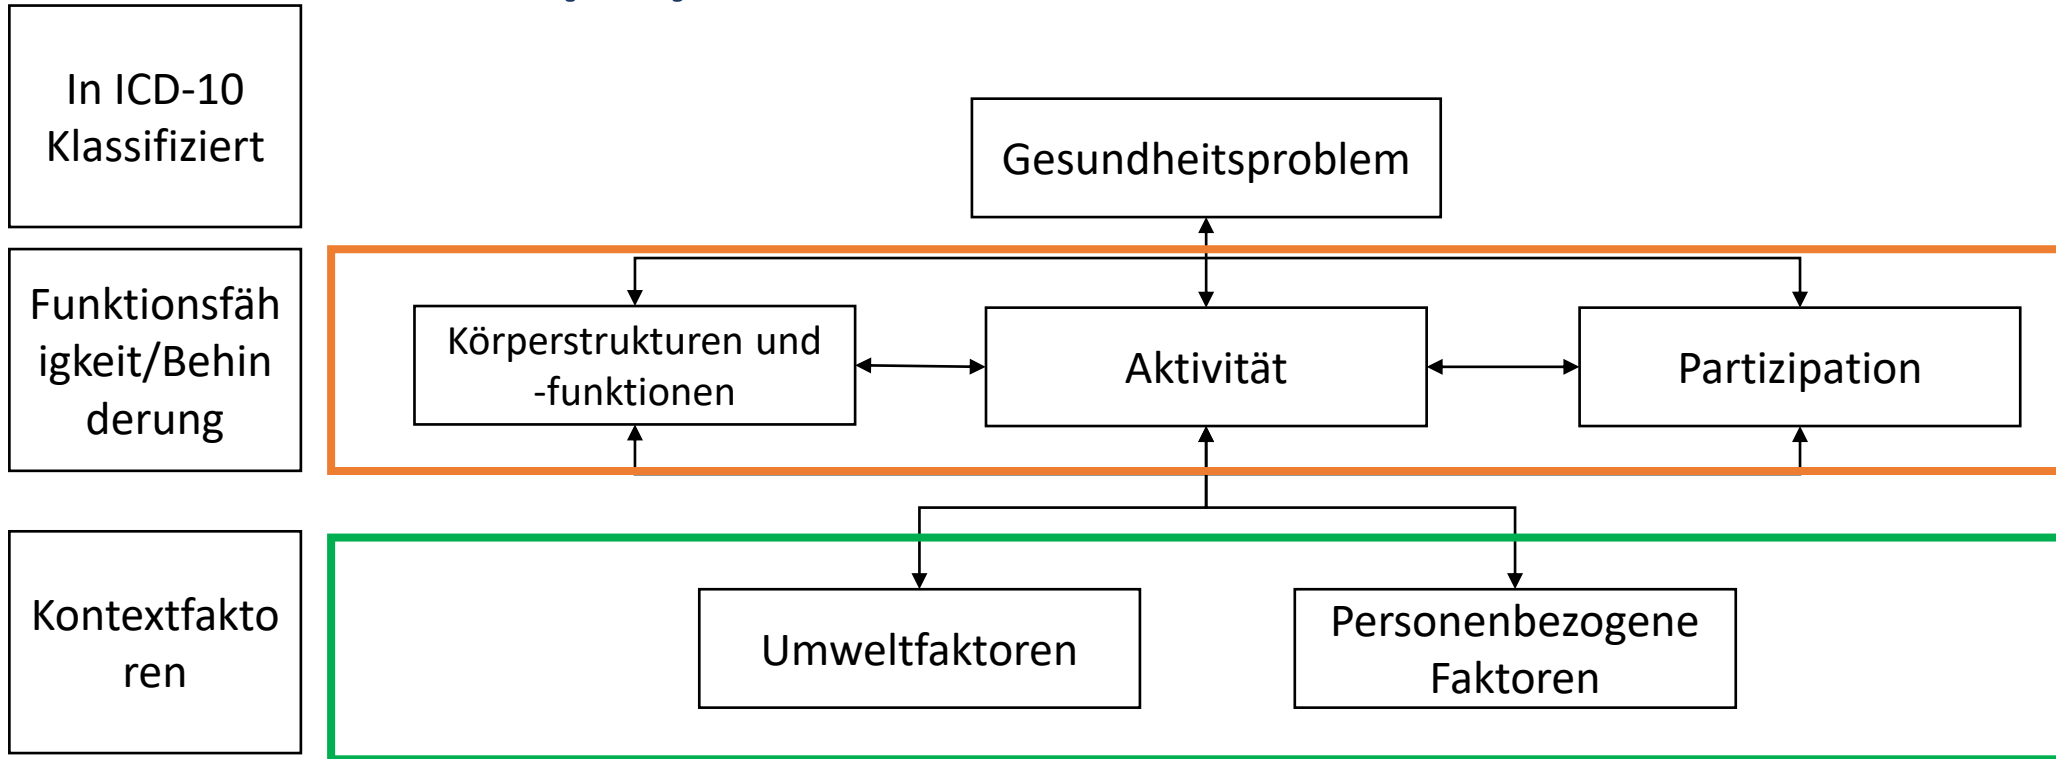 In ICD-10
Klassifiziert
Gesundheitsproblem
Funktionsfäh
igkeit/Behin
derung
Körperstrukturen und
-funktionen
Aktivität
Partizipation
Kontextfakto
ren
Umweltfaktoren
Personenbezogene
Faktoren